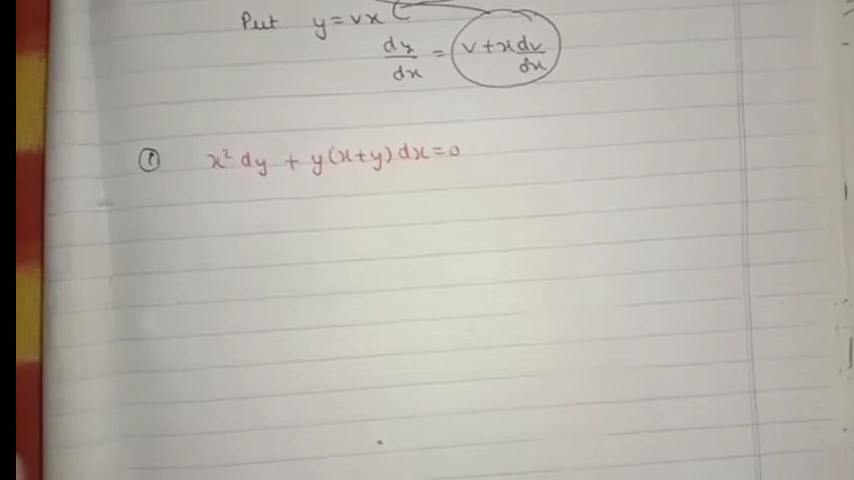 Put y = vx
dy/dx = v + x dv/dx
① x² dy + y(x+y) dx = 0